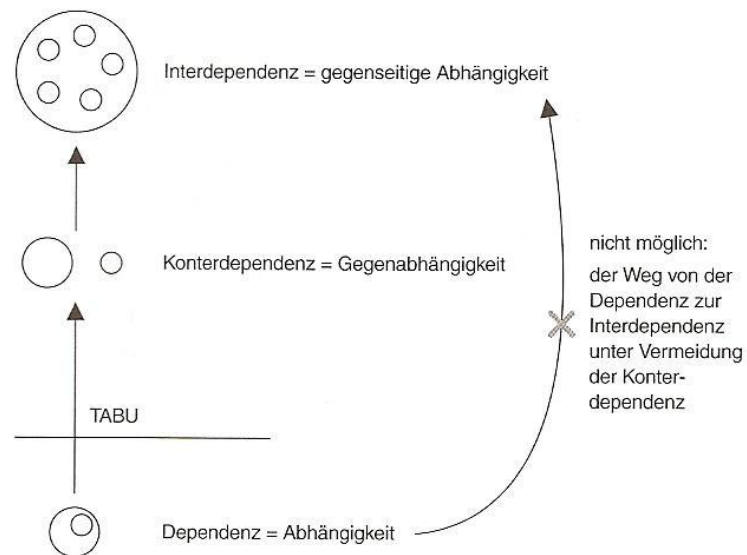 Interdependenz = gegenseitige Abhängigkeit
Konterdependenz = Gegenabhängigkeit
nicht möglich:
der Weg von der
Dependenz zur
Interdependenz
unter Vermeidung
der Konter-
dependenz
TABU
Dependenz = Abhängigkeit